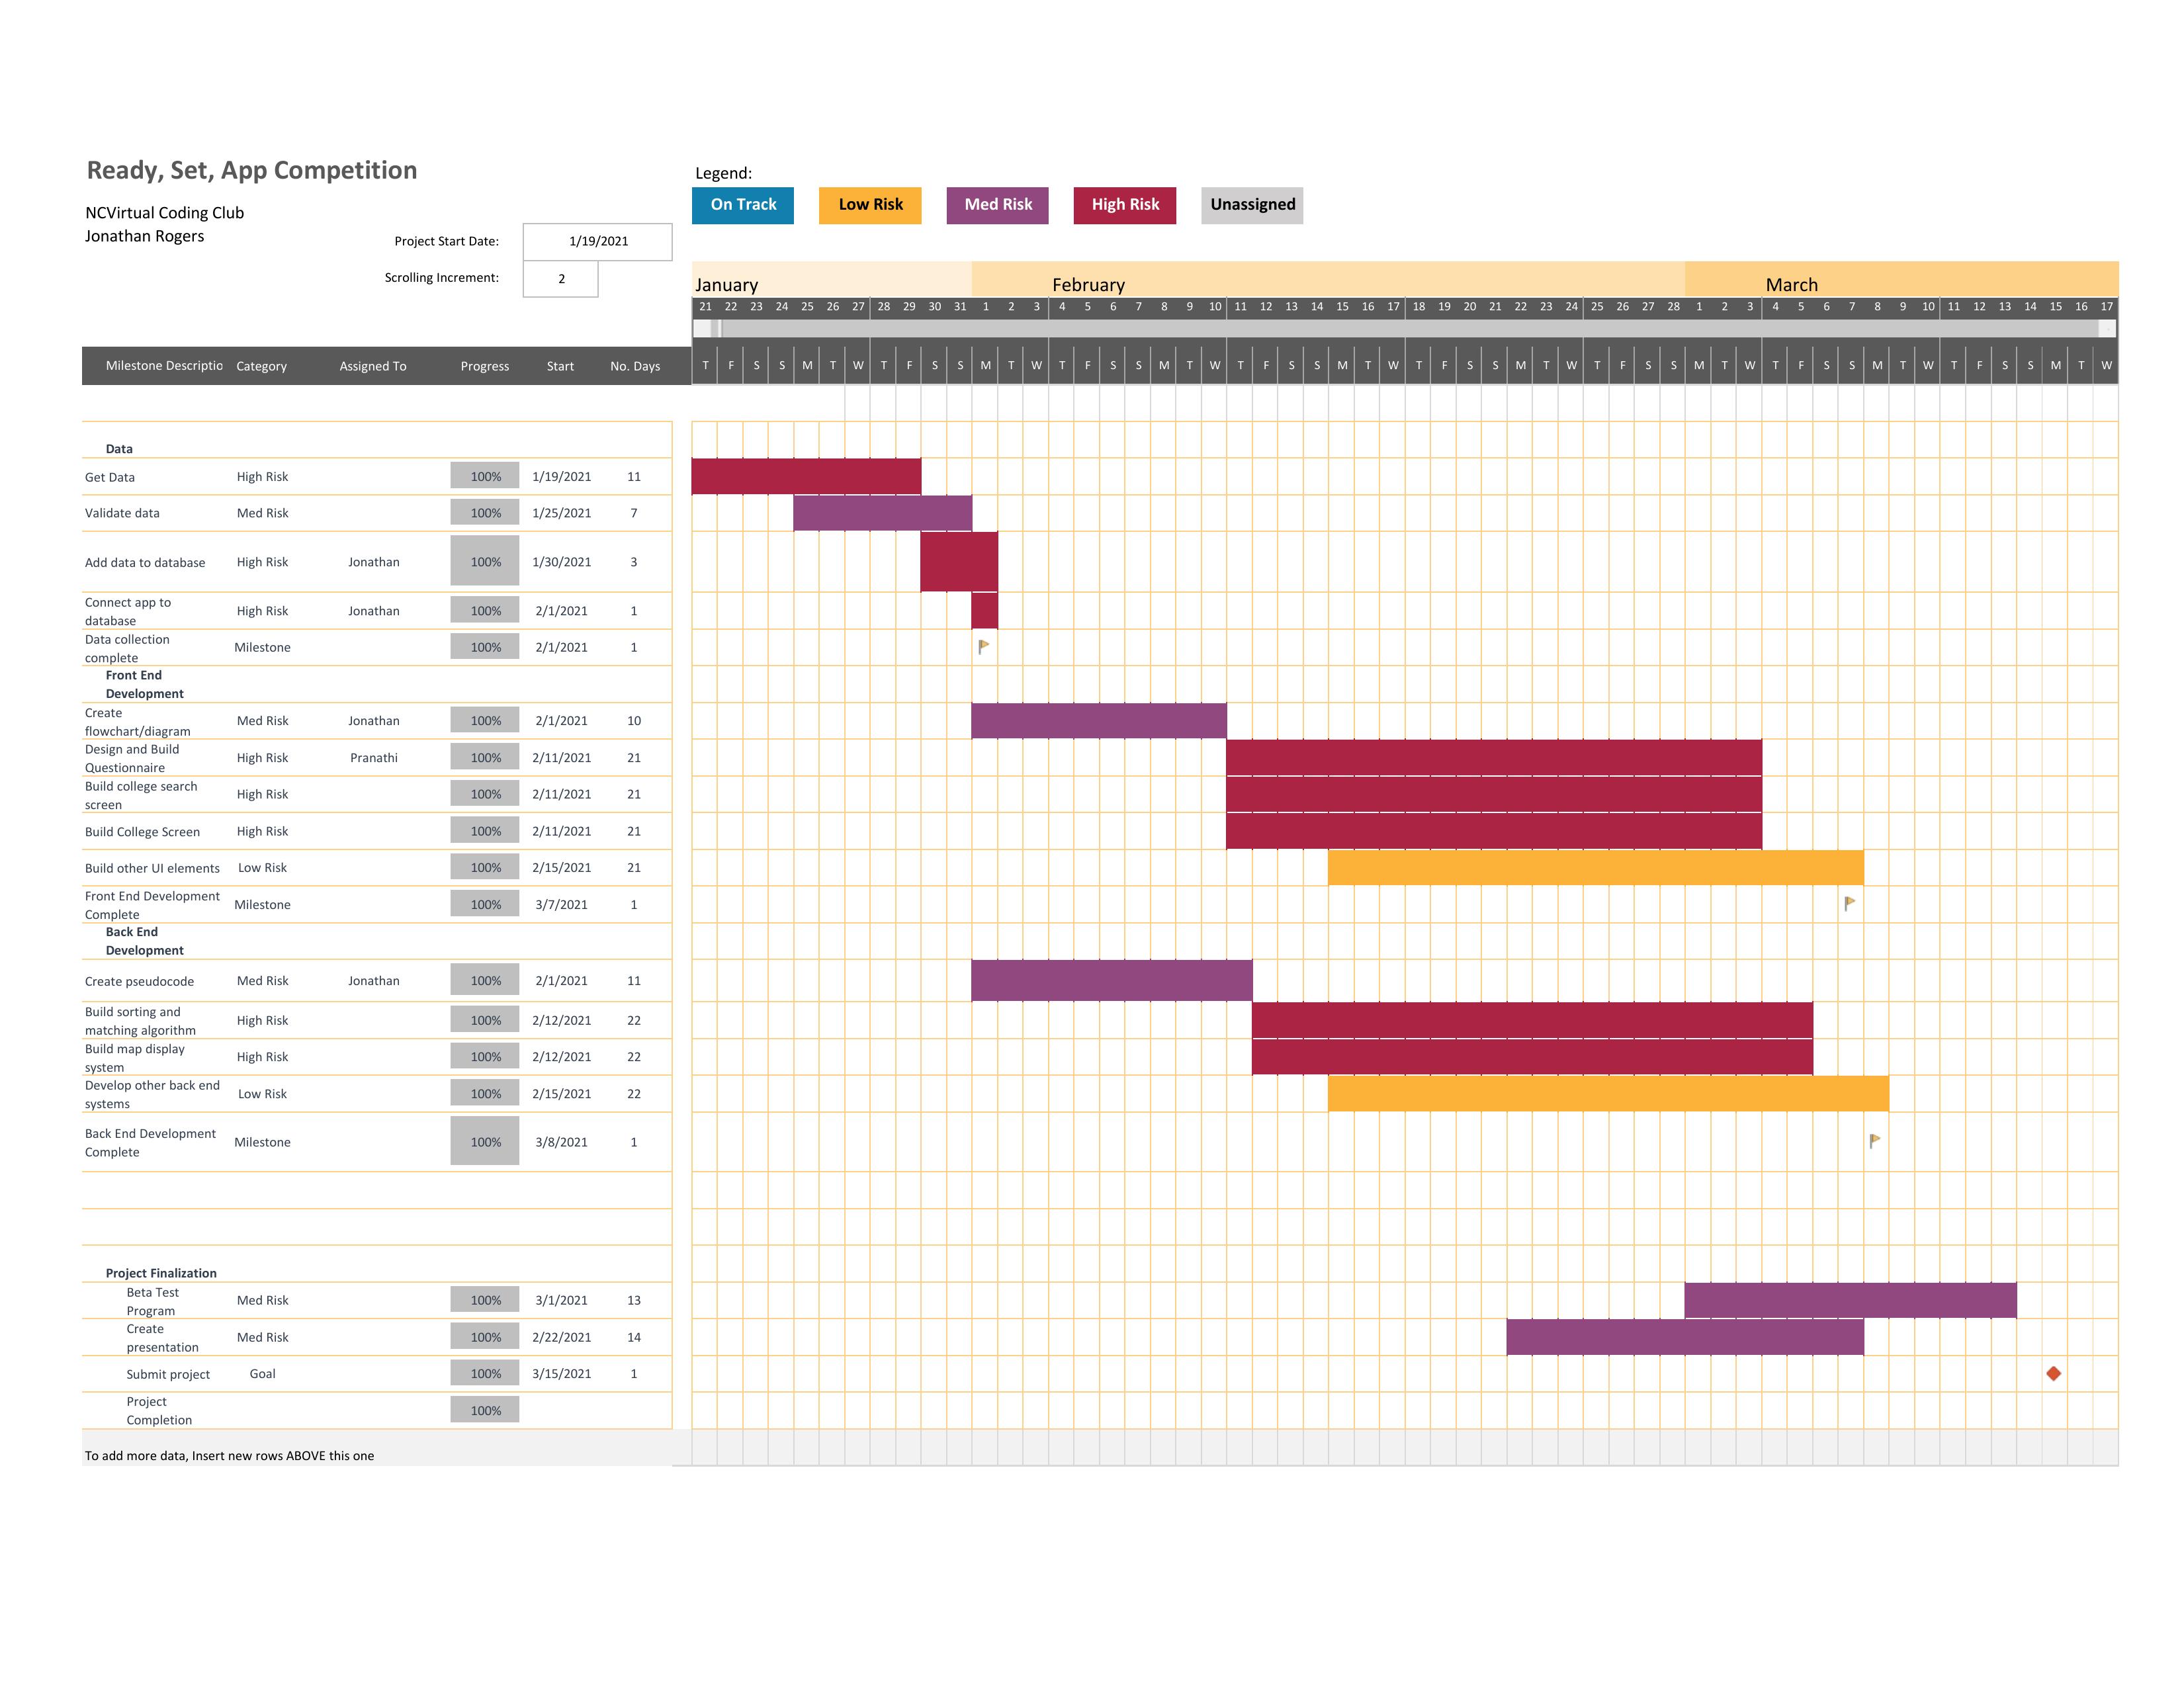 Ready, Set, App Competition
NCVirtual Coding Club
Jonathan Rogers
Project Start Date: 1/19/2021
Scrolling Increment: 2
Legend:
On Track Low Risk Med Risk High Risk Unassigned
January February March
21 22 23 24 25 26 27 28 29 30 31 1 2 3 4 5 6 7 8 9 10 11 12 13 14 15 16 17 18 19 20 21 22 23 24 25 26 27 28 1 2 3 4 5 6 7 8 9 10 11 12 13 14 15 16 17
Milestone Descriptio Category Assigned To Progress Start No. Days T F S S M T W T F S S M T W T F S S M T W T F S S M T W T F S S M T W T F S S M T W T F S S M T W T F S S M T W
Data
Get Data High Risk 100% 1/19/2021 11
Validate data Med Risk 100% 1/25/2021 7
Add data to database High Risk Jonathan 100% 1/30/2021 3
Connect app to
database High Risk Jonathan 100% 2/1/2021 1
Data collection
complete Milestone 100% 2/1/2021 1
Front End
Development
Create
flowchart/diagram Med Risk Jonathan 100% 2/1/2021 10
Design and Build
Questionnaire High Risk Pranathi 100% 2/11/2021 21
Build college search
screen High Risk 100% 2/11/2021 21
Build College Screen High Risk 100% 2/11/2021 21
Build other UI elements Low Risk 100% 2/15/2021 21
Front End Development
Complete Milestone 100% 3/7/2021 1
Back End
Development
Create pseudocode Med Risk Jonathan 100% 2/1/2021 11
Build sorting and
matching algorithm High Risk 100% 2/12/2021 22
Build map display
system High Risk 100% 2/12/2021 22
Develop other back end
systems Low Risk 100% 2/15/2021 22
Back End Development
Complete Milestone 100% 3/8/2021 1
Project Finalization
Beta Test
Program Med Risk 100% 3/1/2021 13
Create
presentation Med Risk 100% 2/22/2021 14
Submit project Goal 100% 3/15/2021 1
Project
Completion 100%
To add more data, Insert new rows ABOVE this one